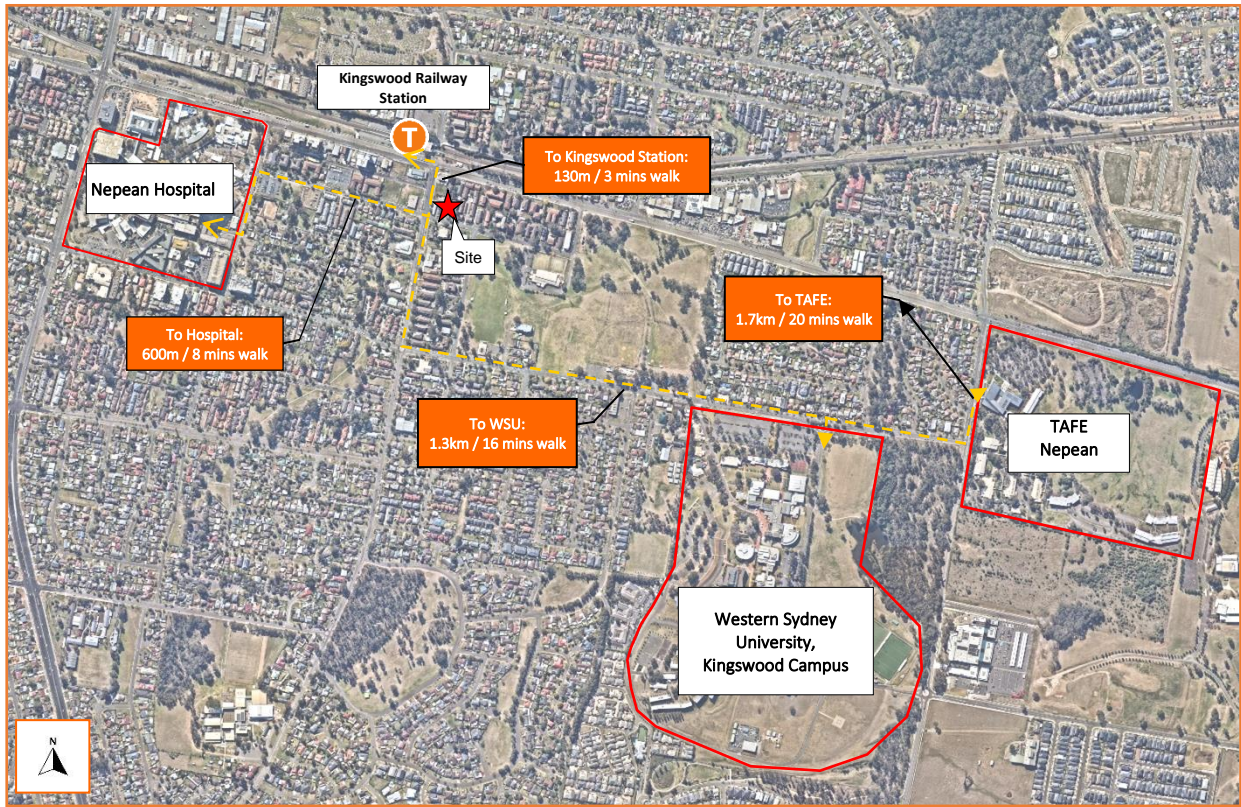 Kingswood Railway
Station
T
To Kingswood Station:
130m / 3 mins walk
Nepean Hospital
Site
To TAFE:
1.7km / 20 mins walk
To Hospital:
600m / 8 mins walk
To WSU:
1.3km / 16 mins walk
TAFE
Nepean
Western Sydney
University,
Kingswood Campus
N